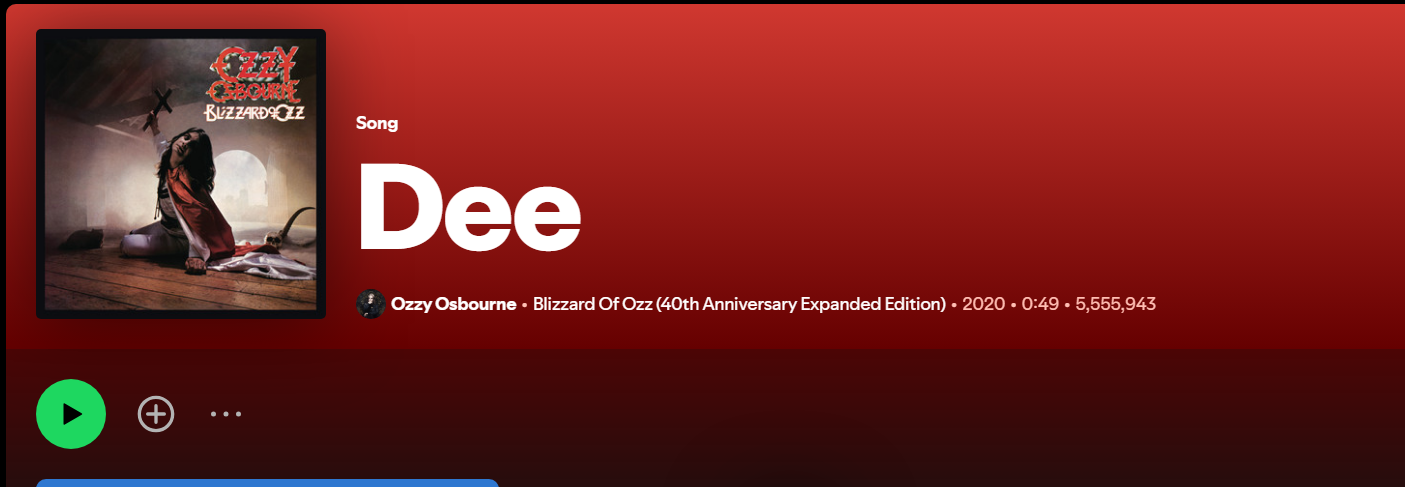 OZZY
OSBOURNE
BLIZZARD OF OZZ
Song
Dee
Ozzy Osbourne • Blizzard Of Ozz (40th Anniversary Expanded Edition) • 2020 • 0:49 • 5,555,943